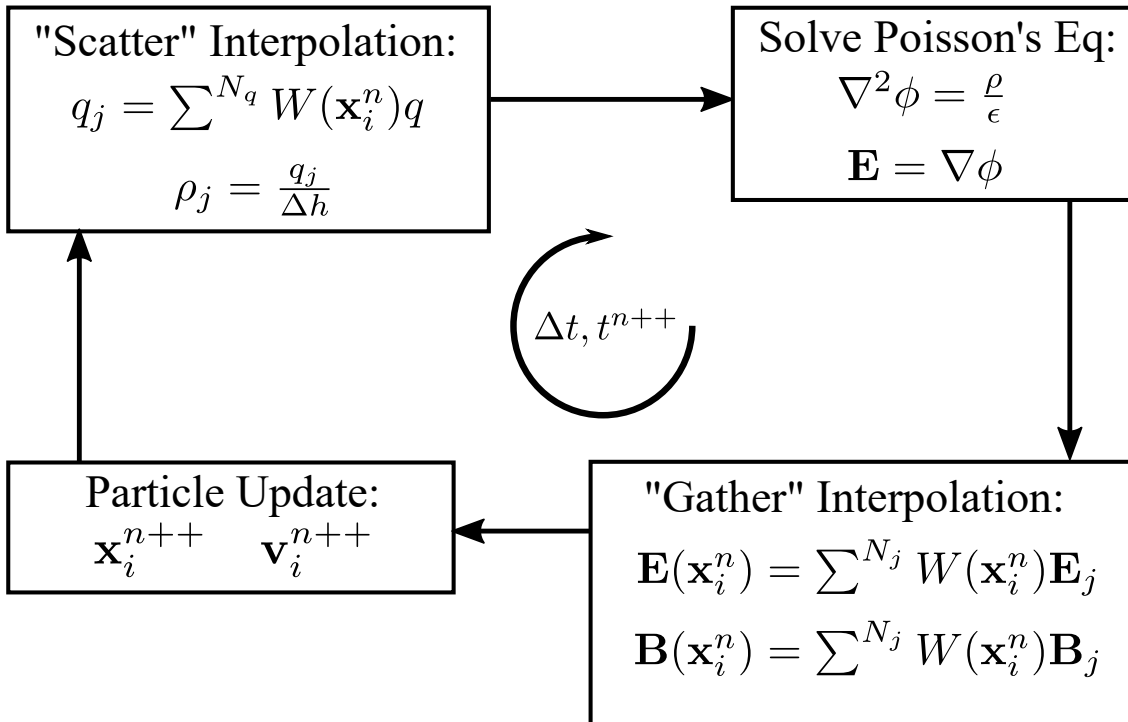 "Scatter" Interpolation:
$q_j = \sum^{N_q} W(\mathbf{x}_i^n)q$
$\rho_j = \frac{q_j}{\Delta h}$
Solve Poisson's Eq:
$\nabla^2 \phi = \frac{\rho}{\epsilon}$
$\mathbf{E} = \nabla \phi$
$\Delta t, t^{n++}$
Particle Update:
$\mathbf{x}_i^{n++} \quad \mathbf{v}_i^{n++}$
"Gather" Interpolation:
$\mathbf{E}(\mathbf{x}_i^n) = \sum^{N_j} W(\mathbf{x}_i^n)\mathbf{E}_j$
$\mathbf{B}(\mathbf{x}_i^n) = \sum^{N_j} W(\mathbf{x}_i^n)\mathbf{B}_j$